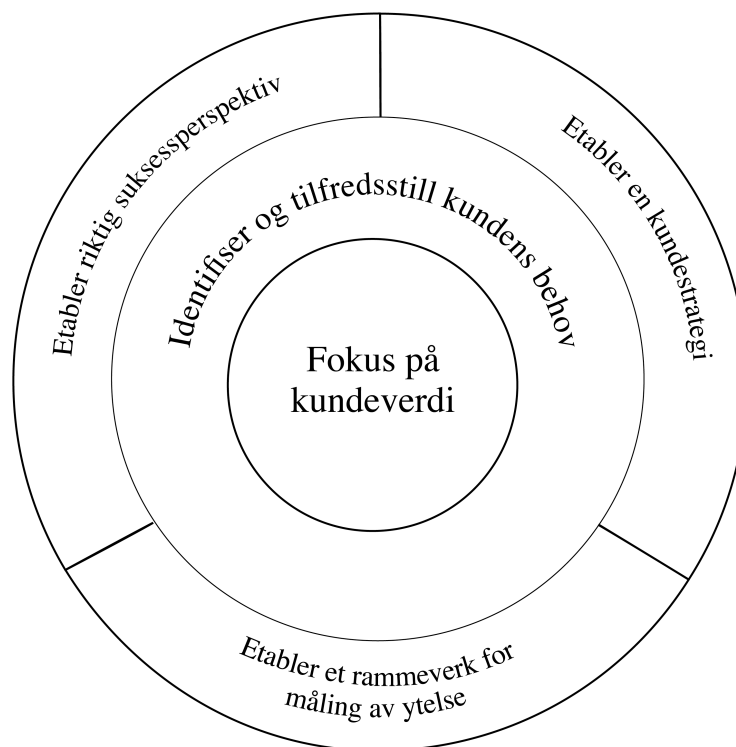 Etabler riktig suksessperspektiv
Etabler en kundestrategi
Identifiser og tilfredsstill kundens behov
Fokus på
kundeverdi
Etabler et rammeverk for
måling av ytelse